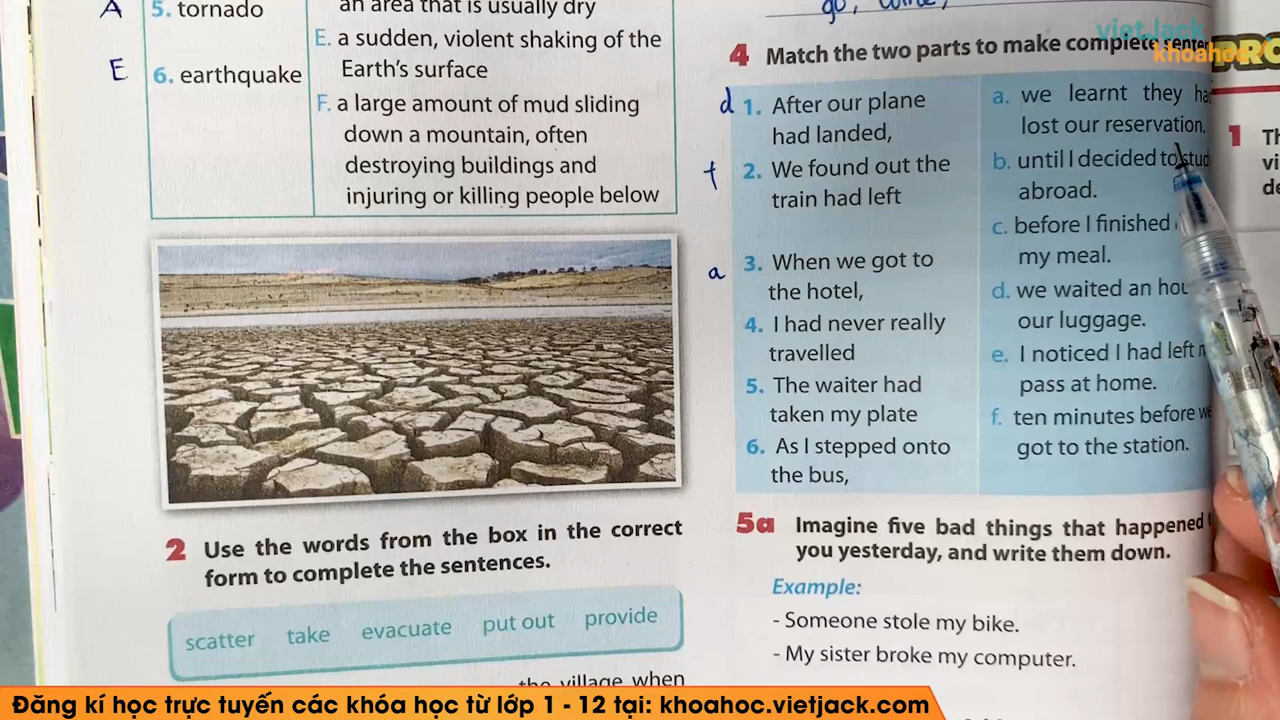 A
5. tornado
an area that is usually dry
E. a sudden, violent shaking of the
Earth's surface
E
6. earthquake
F. a large amount of mud sliding
down a mountain, often
destroying buildings and
injuring or killing people below
2 Use the words from the box in the correct
form to complete the sentences.
scatter take evacuate put out provide
the village when
go, come,
4 Match the two parts to make complete
d 1. After our plane
had landed,
f 2. We found out the
train had left
a 3. When we got to
the hotel,
4. I had never really
travelled
5. The waiter had
taken my plate
6. As I stepped onto
the bus,
a. we learnt they
lost our reservation.
b. until I decided to
abroad.
c. before I finished
my meal.
d. we waited an
our luggage.
e. I noticed I had left
pass at home.
f. ten minutes before
got to the station.
5a Imagine five bad things that happened
you yesterday, and write them down.
Example:
- Someone stole my bike.
- My sister broke my computer.
1
vietJack
Đăng kí học trực tuyến các khóa học từ lớp 1 - 12 tại: khoahoc.vietjack.com